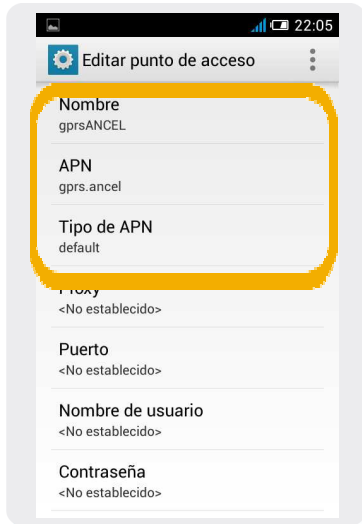 22:05
Editar punto de acceso
Nombre
gprsANCEL
APN
gprs.ancel
Tipo de APN
default
Proxy
<No establecido>
Puerto
<No establecido>
Nombre de usuario
<No establecido>
Contraseña
<No establecido>